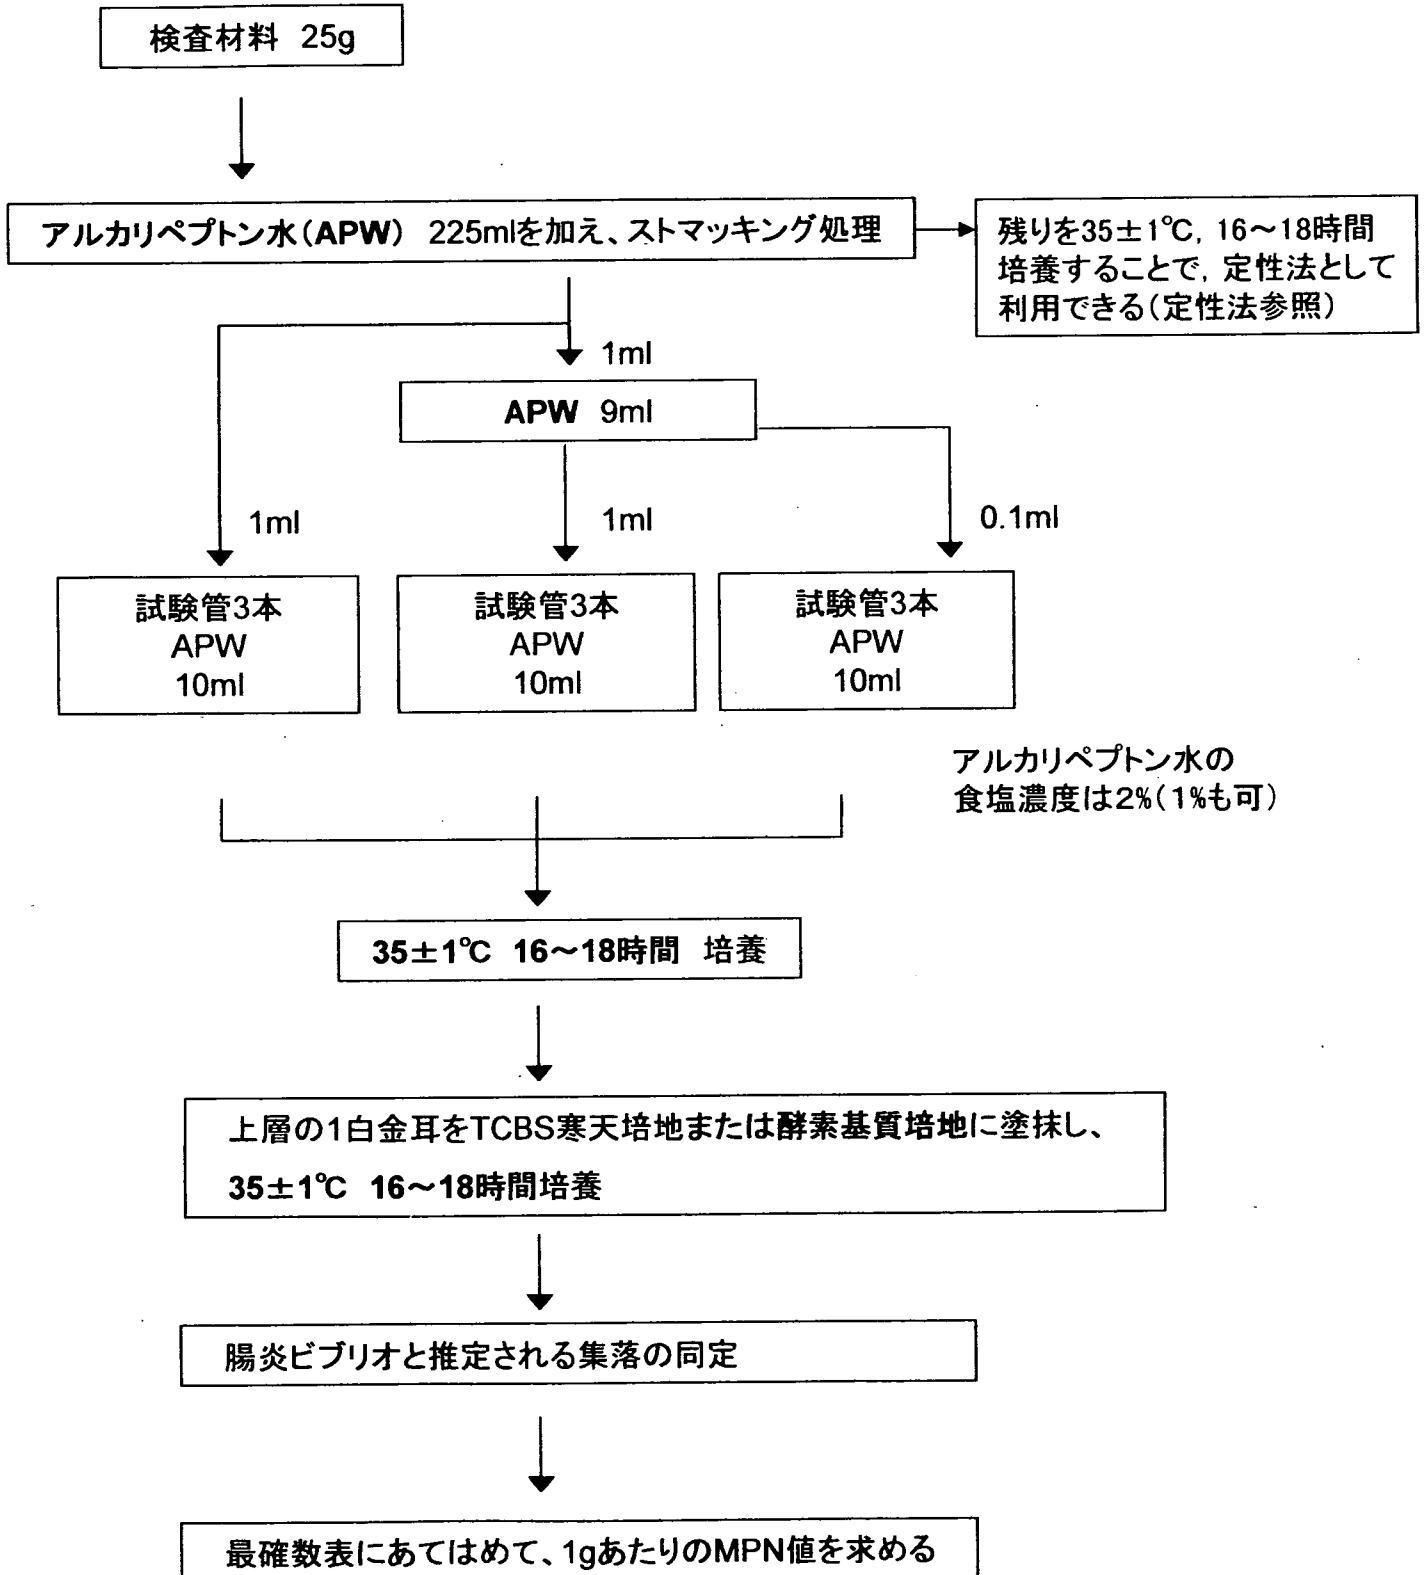 検査材料 25g
アルカリペプトン水(APW) 225mlを加え、ストマッキング処理
残りを35±1℃, 16〜18時間
培養することで, 定性法として
利用できる(定性法参照)
1ml
APW 9ml
1ml
1ml
0.1ml
試験管3本
APW
10ml
試験管3本
APW
10ml
試験管3本
APW
10ml
アルカリペプトン水の
食塩濃度は2%(1%も可)
35±1℃ 16〜18時間 培養
上層の1白金耳をTCBS寒天培地または酵素基質培地に塗抹し、
35±1℃ 16〜18時間培養
腸炎ビブリオと推定される集落の同定
最確数表にあてはめて、1gあたりのMPN値を求める